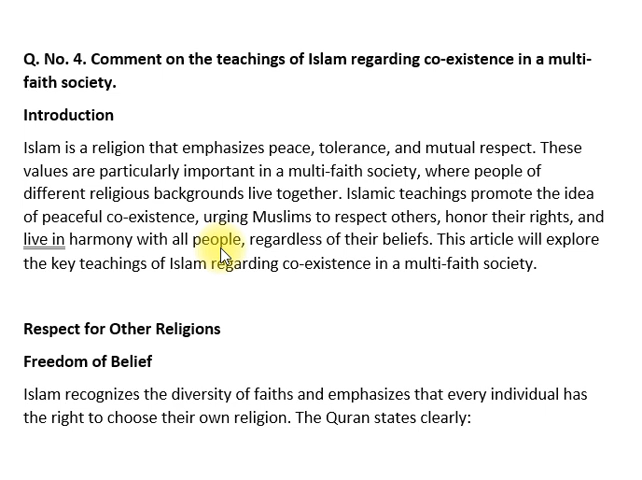 Q. No. 4. Comment on the teachings of Islam regarding co-existence in a multi-
faith society.
Introduction
Islam is a religion that emphasizes peace, tolerance, and mutual respect. These
values are particularly important in a multi-faith society, where people of
different religious backgrounds live together. Islamic teachings promote the idea
of peaceful co-existence, urging Muslims to respect others, honor their rights, and
live in harmony with all people, regardless of their beliefs. This article will explore
the key teachings of Islam regarding co-existence in a multi-faith society.
Respect for Other Religions
Freedom of Belief
Islam recognizes the diversity of faiths and emphasizes that every individual has
the right to choose their own religion. The Quran states clearly: